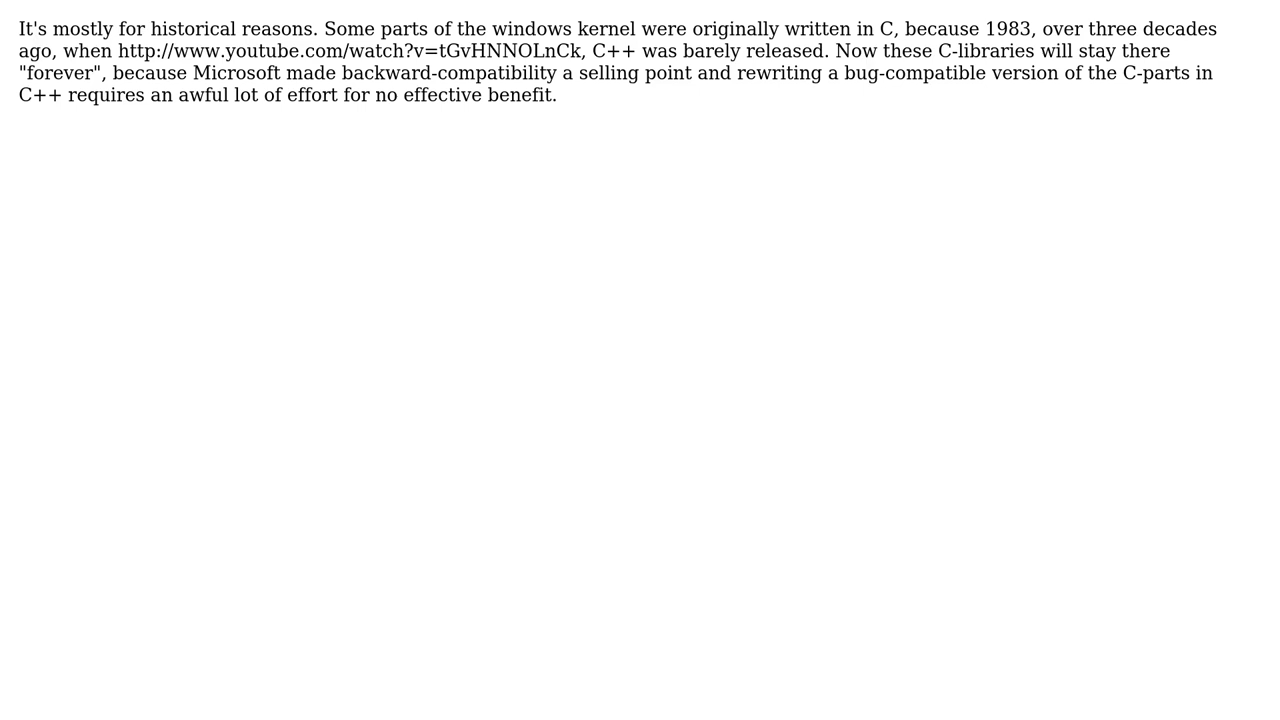 It's mostly for historical reasons. Some parts of the windows kernel were originally written in C, because 1983, over three decades
ago, when http://www.youtube.com/watch?v=tGvHNNOLnCk, C++ was barely released. Now these C-libraries will stay there
"forever", because Microsoft made backward-compatibility a selling point and rewriting a bug-compatible version of the C-parts in
C++ requires an awful lot of effort for no effective benefit.